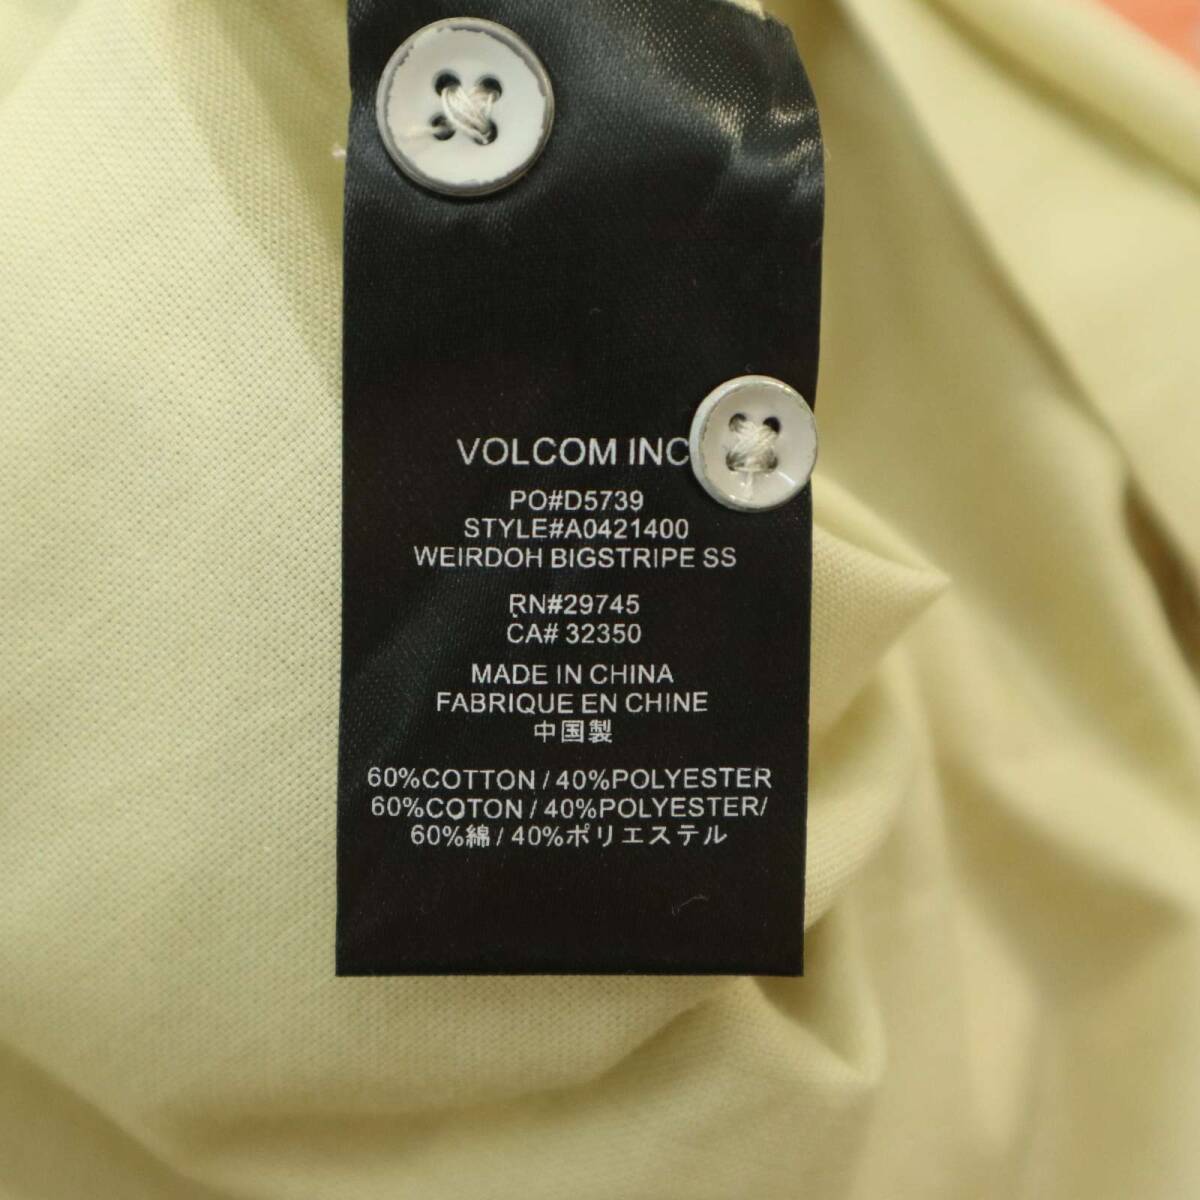 VOLCOM INC
PO#D5739
STYLE#A0421400
WEIRDOH BIGSTRIPE SS
RN#29745
CA# 32350
MADE IN CHINA
FABRIQUE EN CHINE
中国製
60%COTTON / 40%POLYESTER
60%COTON / 40%POLYESTER/
60%綿 / 40%ポリエステル